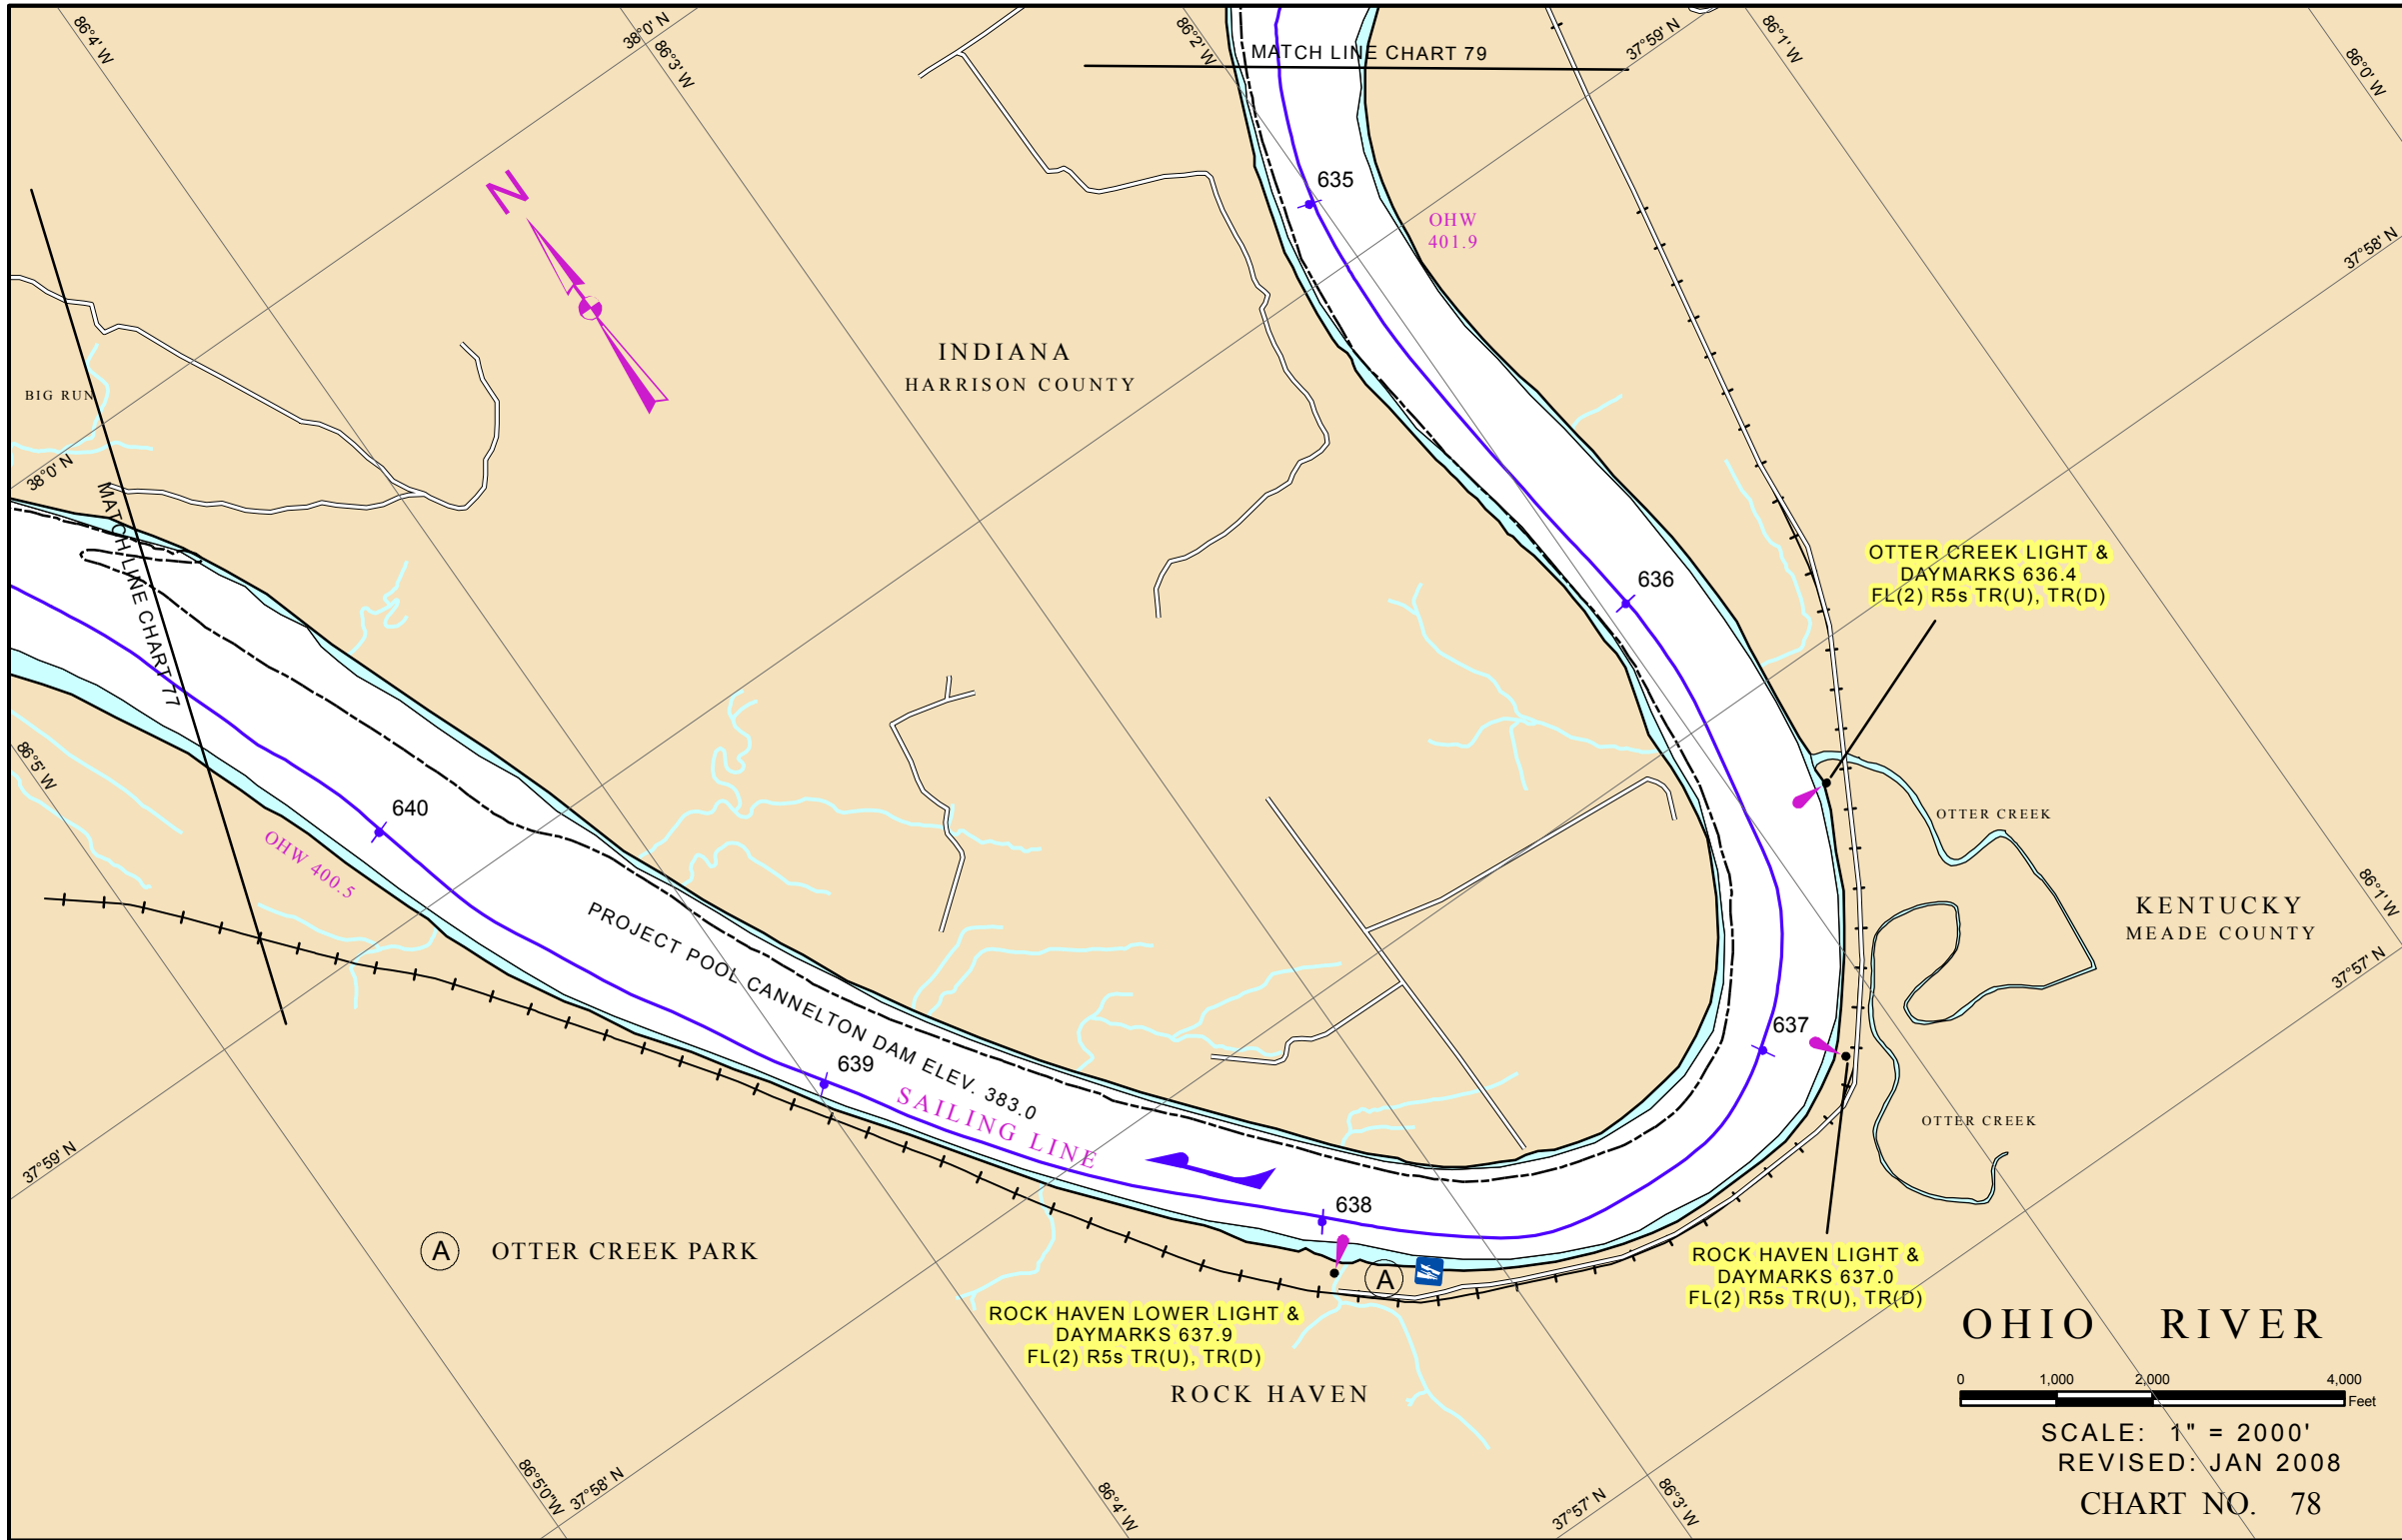 86°4' W
38°0' N
86°3' W
86°2' W
MATCH LINE CHART 79
37°59' N
86°1' W
86°0' W
N
635
OHW
401.9
37°58' N
INDIANA
HARRISON COUNTY
BIG RUN
38°0' N
MATCH LINE CHART 77
636
OTTER CREEK LIGHT &
DAYMARKS 636.4
FL(2) R5s TR(U), TR(D)
86°5' W
640
OHW 400.5
OTTER CREEK
86°1' W
KENTUCKY
MEADE COUNTY
37°57' N
PROJECT POOL CANNELTON DAM ELEV. 383.0
637
639
SAILING LINE
OTTER CREEK
37°59' N
638
A
OTTER CREEK PARK
A
ROCK HAVEN LIGHT &
DAYMARKS 637.0
FL(2) R5s TR(U), TR(D)
ROCK HAVEN LOWER LIGHT &
DAYMARKS 637.9
FL(2) R5s TR(U), TR(D)
ROCK HAVEN
OHIO RIVER
0 1,000 2,000 4,000
Feet
SCALE: 1" = 2000'
REVISED: JAN 2008
CHART NO. 78
86°5'0"W
37°58' N
86°4' W
37°57' N
86°3' W